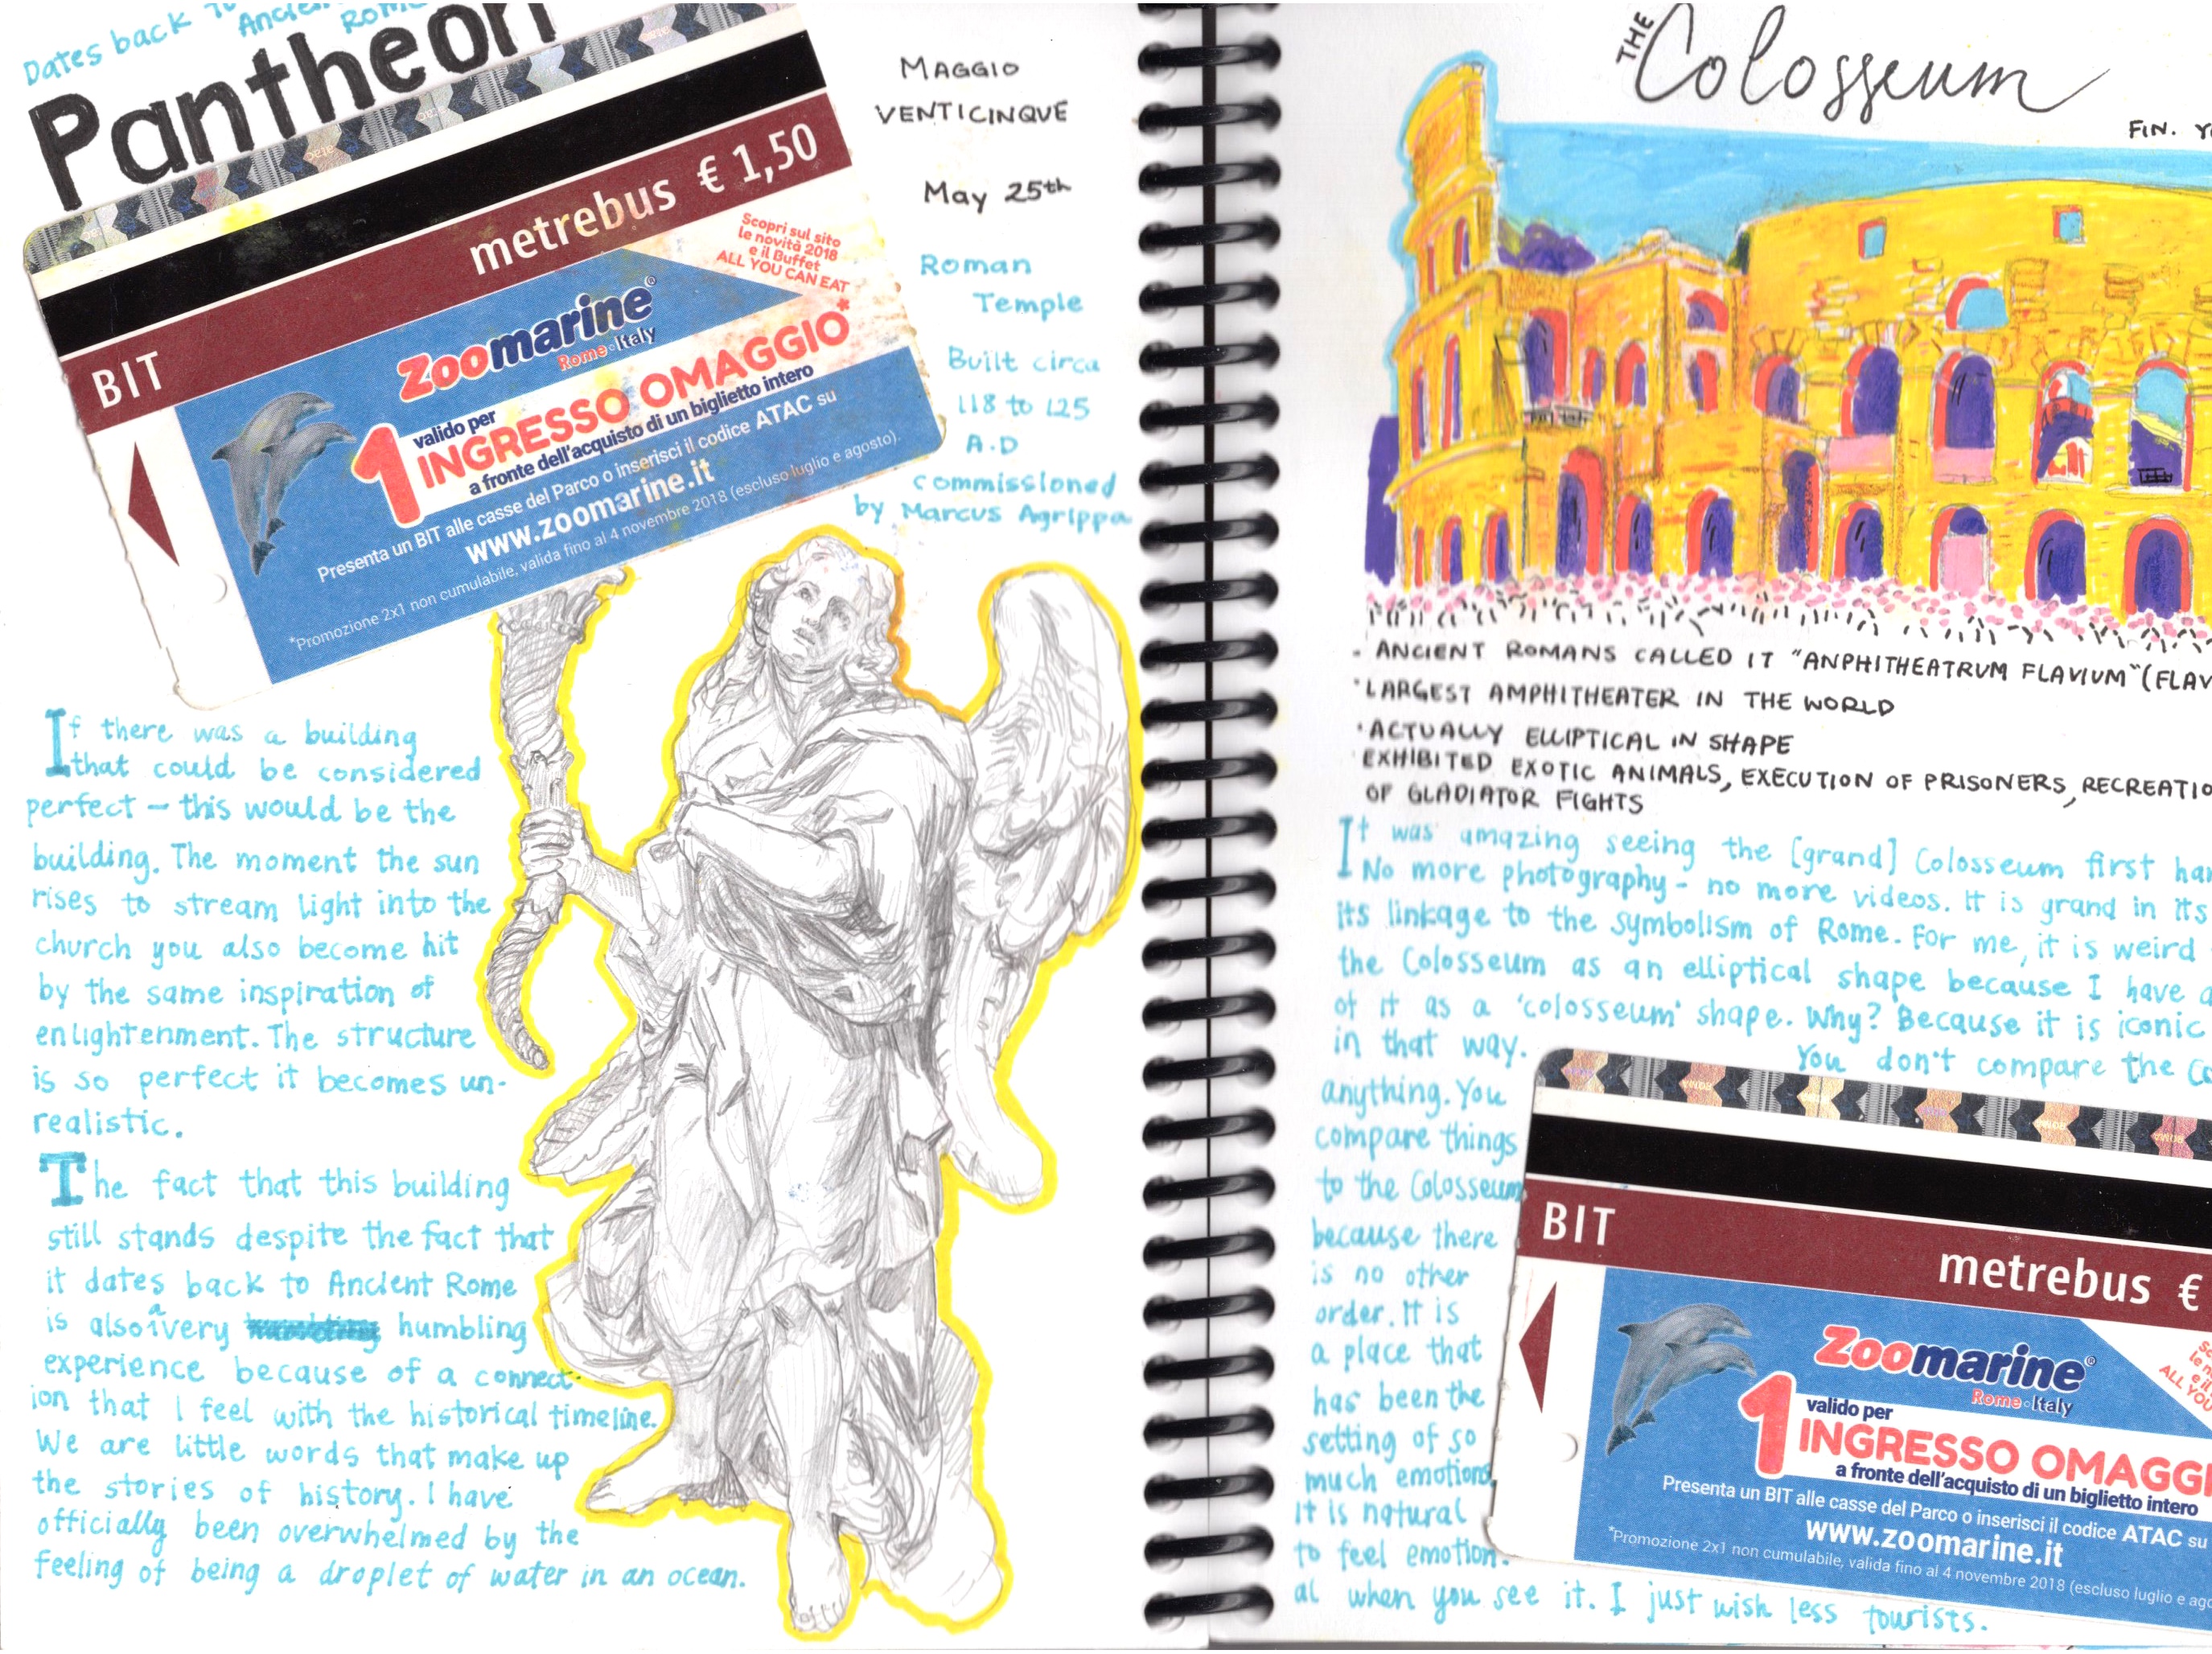 Dates back to
Ancient
Rome
Pantheon
metrebus € 1,50
BIT
Scopri sul sito
le novità 2018
e il Buffet
ALL YOU CAN EAT
Zoomarine®
Rome Italy
1 valido per
INGRESSO OMAGGIO*
a fronte dell'acquisto di un biglietto intero
Presenta un BIT alle casse del Parco o inserisci il codice ATAC su
www.zoomarine.it
*Promozione 2x1 non cumulabile, valida fino al 4 novembre 2018 (escluso luglio e agosto).
MAGGIO
VENTICINQUE
May 25th
Roman
Temple
Built circa
118 to 125
A.D
commissioned
by Marcus Agrippa
If there was a building
that could be considered
perfect - this would be the
building. The moment the sun
rises to stream light into the
church you also become hit
by the same inspiration of
enlightenment. The structure
is so perfect it becomes un-
realistic.
The fact that this building
still stands despite the fact that
it dates back to Ancient Rome
is also a very humbling
experience because of a connect-
ion that I feel with the historical timeline.
We are little words that make up
the stories of history. I have
officially been overwhelmed by the
feeling of being a droplet of water in an ocean.
THE Colosseum
FIN.
- ANCIENT ROMANS CALLED IT "ANPHITHEATRVM FLAVIUM" (FLAV
• LARGEST AMPHITHEATER IN THE WORLD
• ACTUALLY ELLIPTICAL IN SHAPE
EXHIBITED EXOTIC ANIMALS, EXECUTION OF PRISONERS, RECREATIO
OF GLADIATOR FIGHTS
It was amazing seeing the [grand] Colosseum first han
No more photography - no more videos. It is grand in its
its linkage to the symbolism of Rome. For me, it is weird
the Colosseum as an elliptical shape because I have a
of it as a 'colosseum' shape. Why? Because it is iconic
in that way.
You don't compare the Co
anything. You
compare things
to the Colosseum
because there
is no other
order. It is
a place that
has been the
setting of so
much emotion,
it is natural
to feel emotion-
al when you see it. I just wish less tourists.
BIT
metrebus €
ALL YOU
Zoomarine®
Rome Italy
1 valido per
INGRESSO OMAGGI
a fronte dell'acquisto di un biglietto intero
Presenta un BIT alle casse del Parco o inserisci il codice ATAC su
www.zoomarine.it
*Promozione 2x1 non cumulabile, valida fino al 4 novembre 2018 (escluso luglio e ago